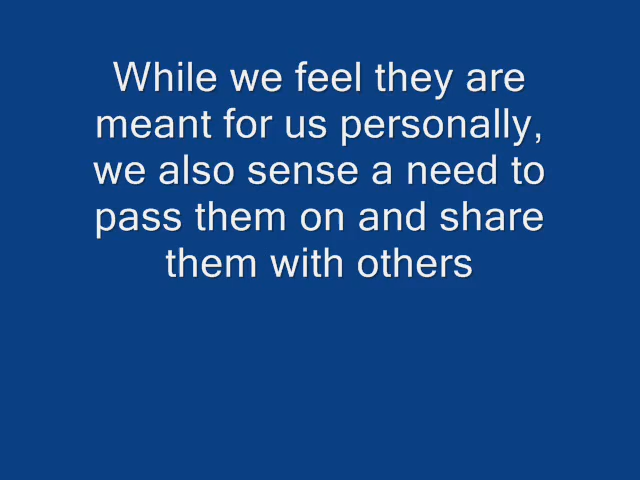 While we feel they are
meant for us personally,
we also sense a need to
pass them on and share
them with others